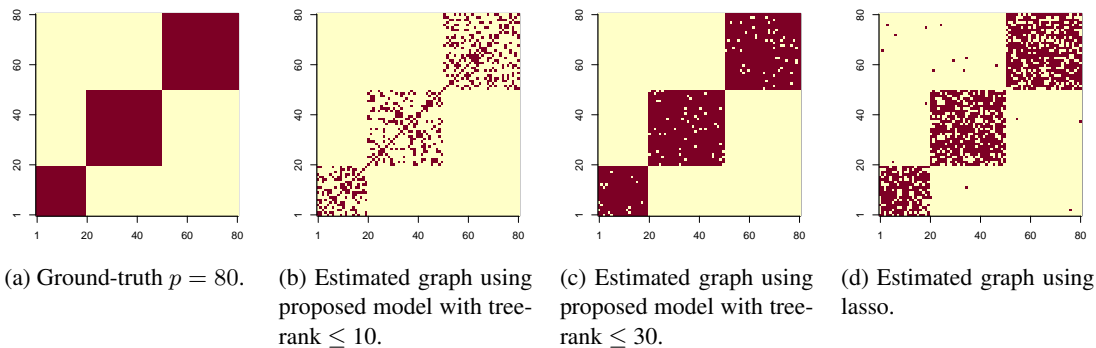 80
60
40
20
1
1 20 40 60 80
80
60
40
20
1
1 20 40 60 80
80
60
40
20
1
1 20 40 60 80
80
60
40
20
1
1 20 40 60 80
(a) Ground-truth p = 80.
(b) Estimated graph using
proposed model with tree-
rank ≤ 10.
(c) Estimated graph using
proposed model with tree-
rank ≤ 30.
(d) Estimated graph using
lasso.